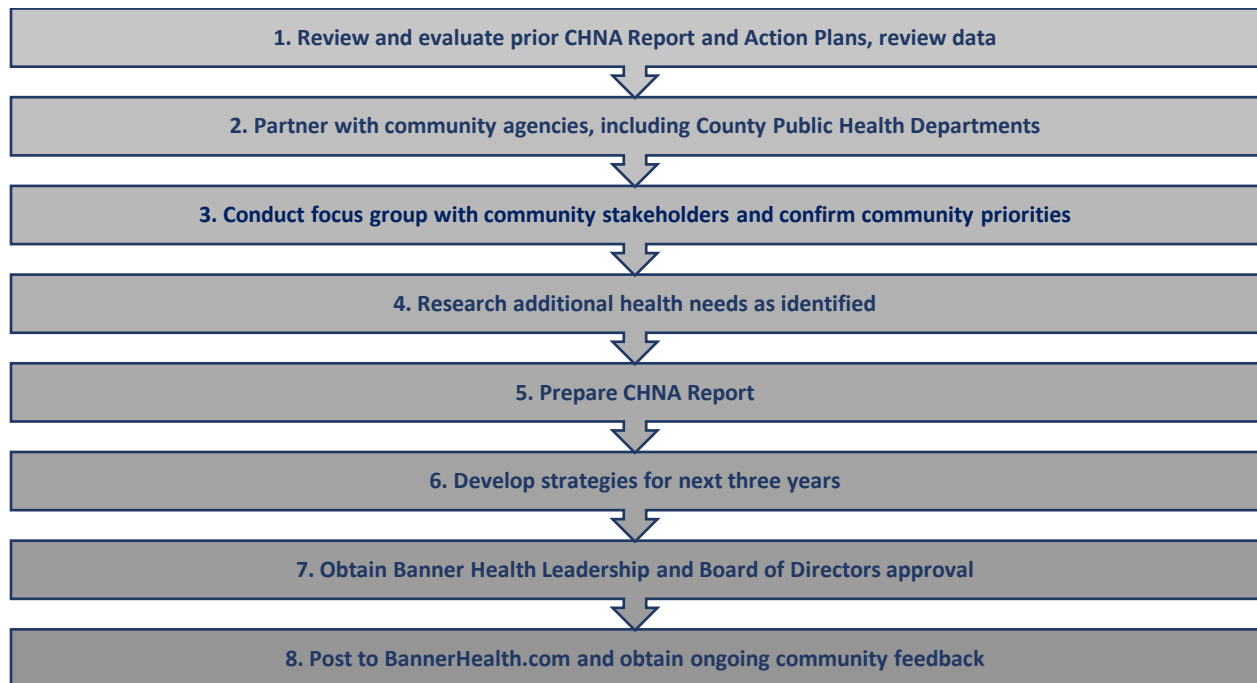 1. Review and evaluate prior CHNA Report and Action Plans, review data
2. Partner with community agencies, including County Public Health Departments
3. Conduct focus group with community stakeholders and confirm community priorities
4. Research additional health needs as identified
5. Prepare CHNA Report
6. Develop strategies for next three years
7. Obtain Banner Health Leadership and Board of Directors approval
8. Post to BannerHealth.com and obtain ongoing community feedback